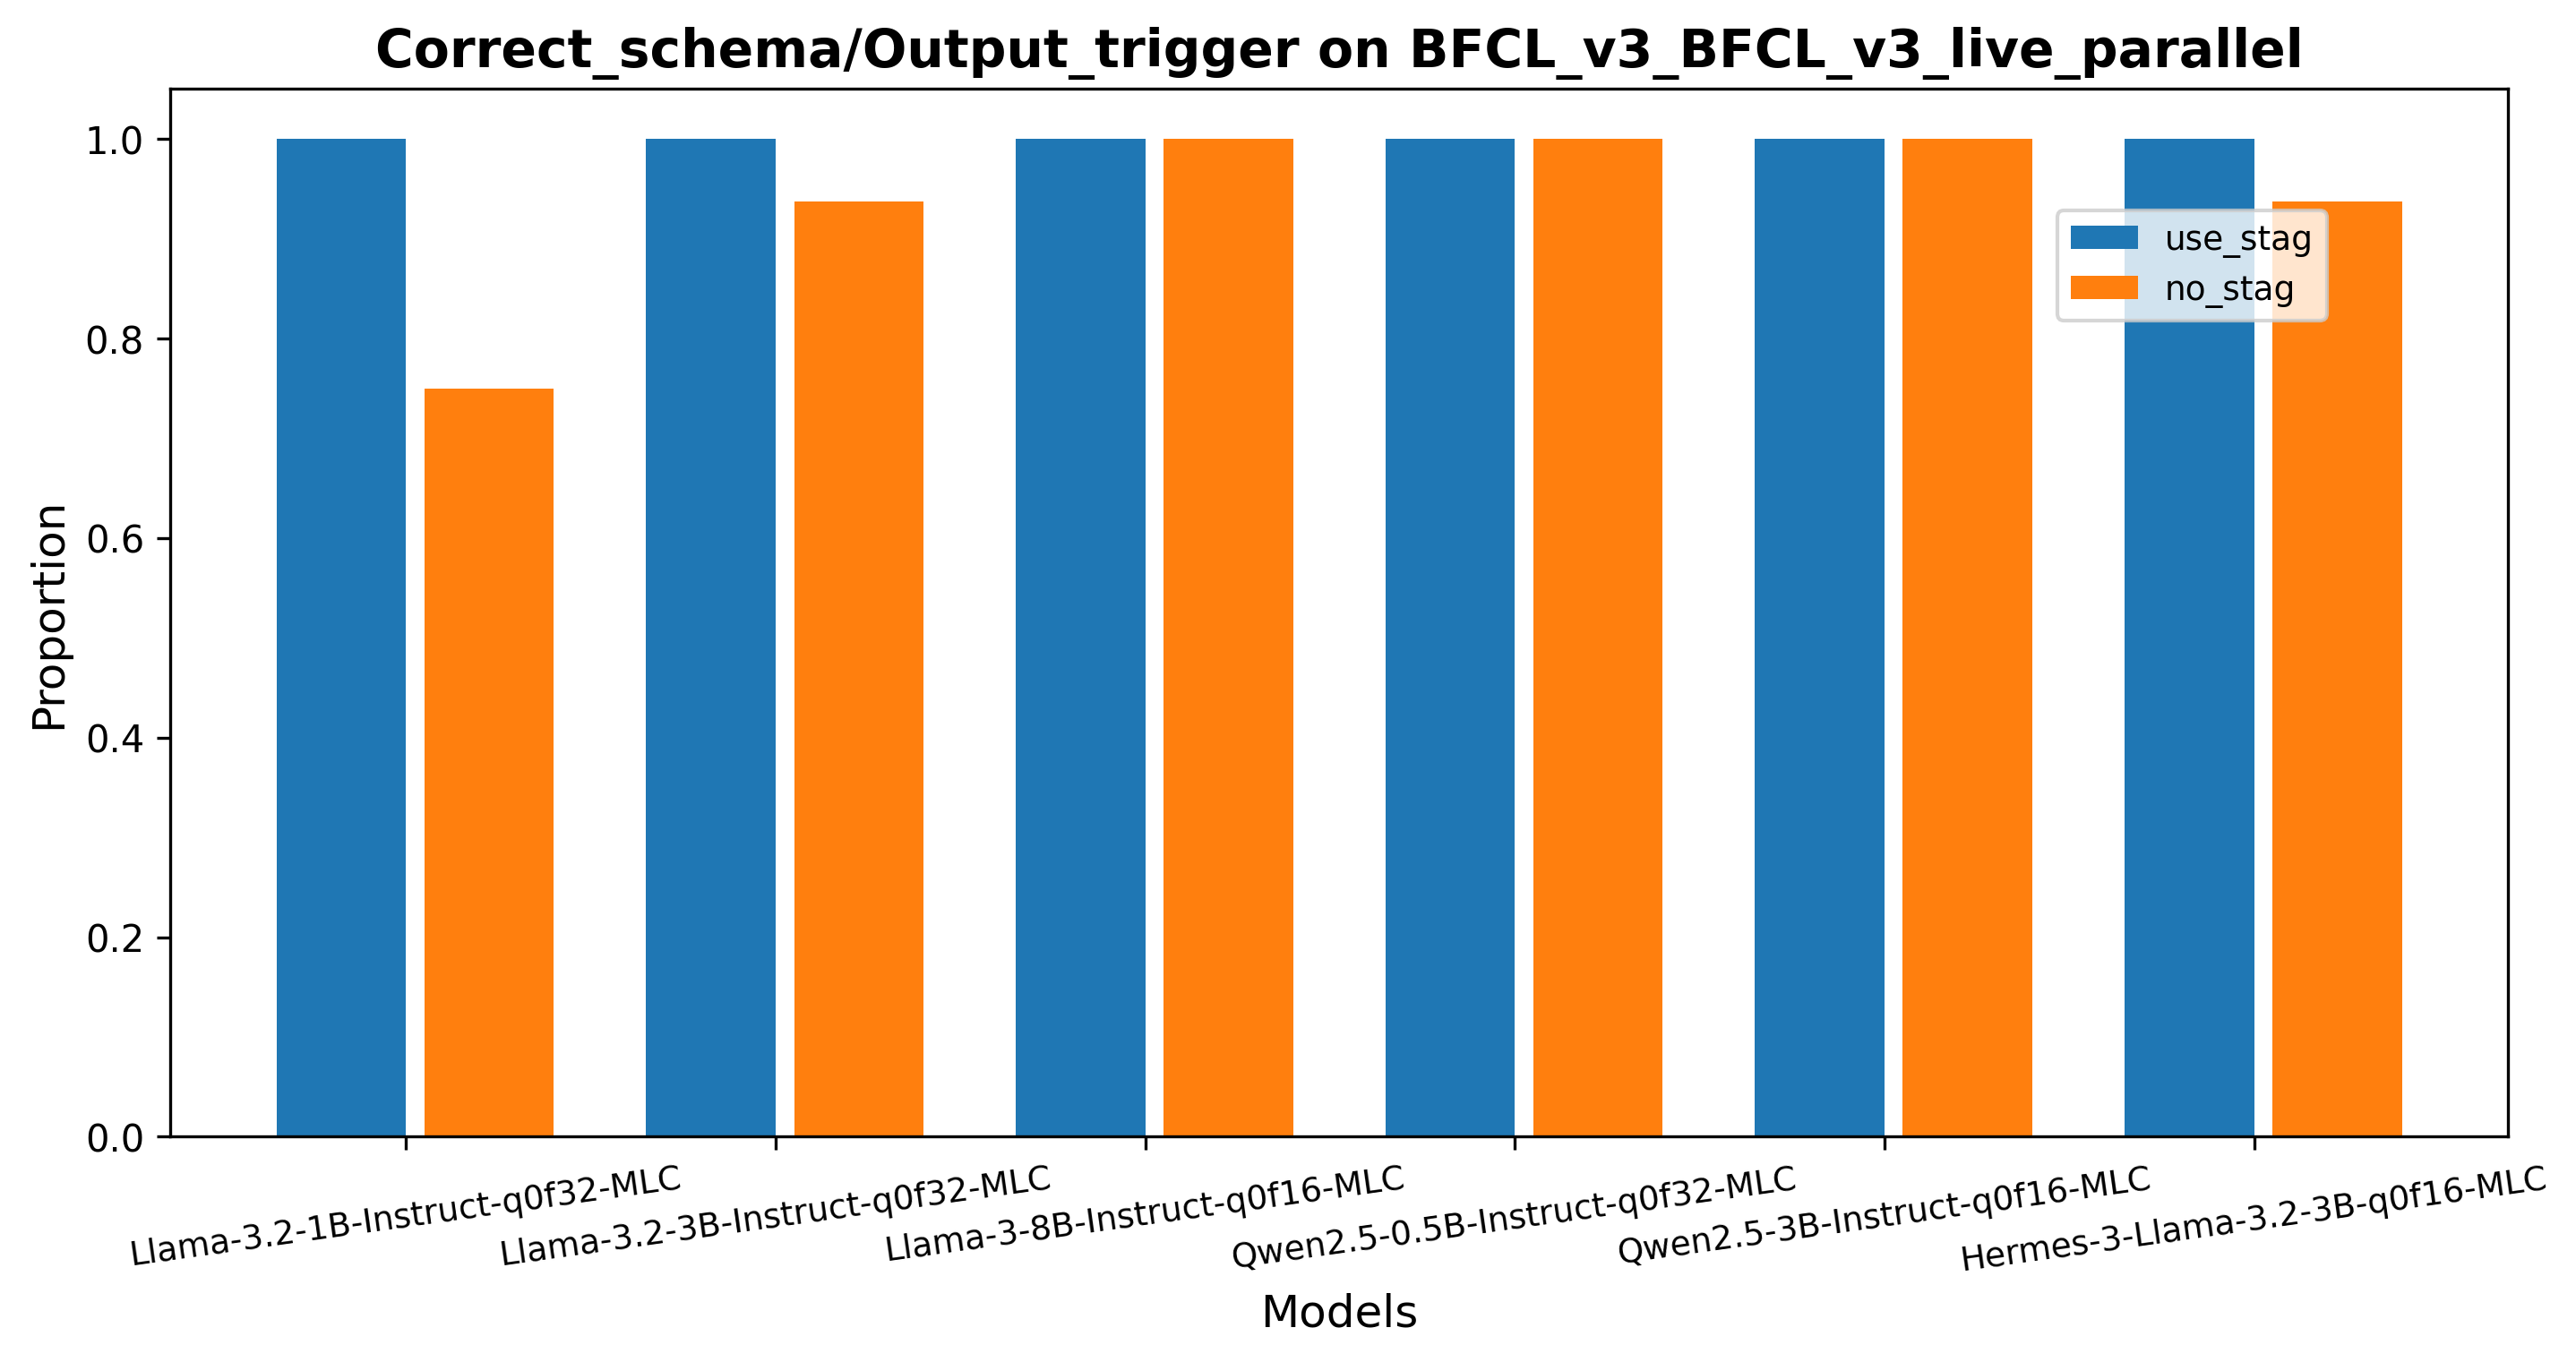 Correct_schema/Output_trigger on BFCL_v3_BFCL_v3_live_parallel
Proportion
1.0
0.8
0.6
0.4
0.2
0.0
use_stag
no_stag
Llama-3.2-1B-Instruct-q0f32-MLC
Llama-3.2-3B-Instruct-q0f32-MLC
Llama-3-8B-Instruct-q0f16-MLC
Qwen2.5-0.5B-Instruct-q0f32-MLC
Qwen2.5-3B-Instruct-q0f16-MLC
Hermes-3-Llama-3.2-3B-q0f16-MLC
Models